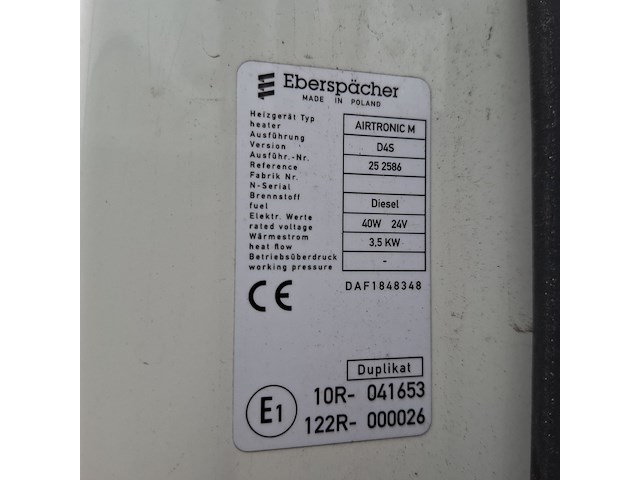 Eberspächer
MADE IN POLAND
Heizgerät Typ
heater
AIRTRONIC M
Ausführung
Version
D4S
Ausführ.-Nr.
Reference
25 2586
Fabrik Nr.
N-Serial
Brennstoff
fuel
Diesel
Elektr. Werte
rated voltage
40W 24V
Wärmestrom
heat flow
3,5 KW
Betriebsüberdruck
working pressure
-
CE
DAF1848348
Duplikat
E1
10R- 041653
122R- 000026